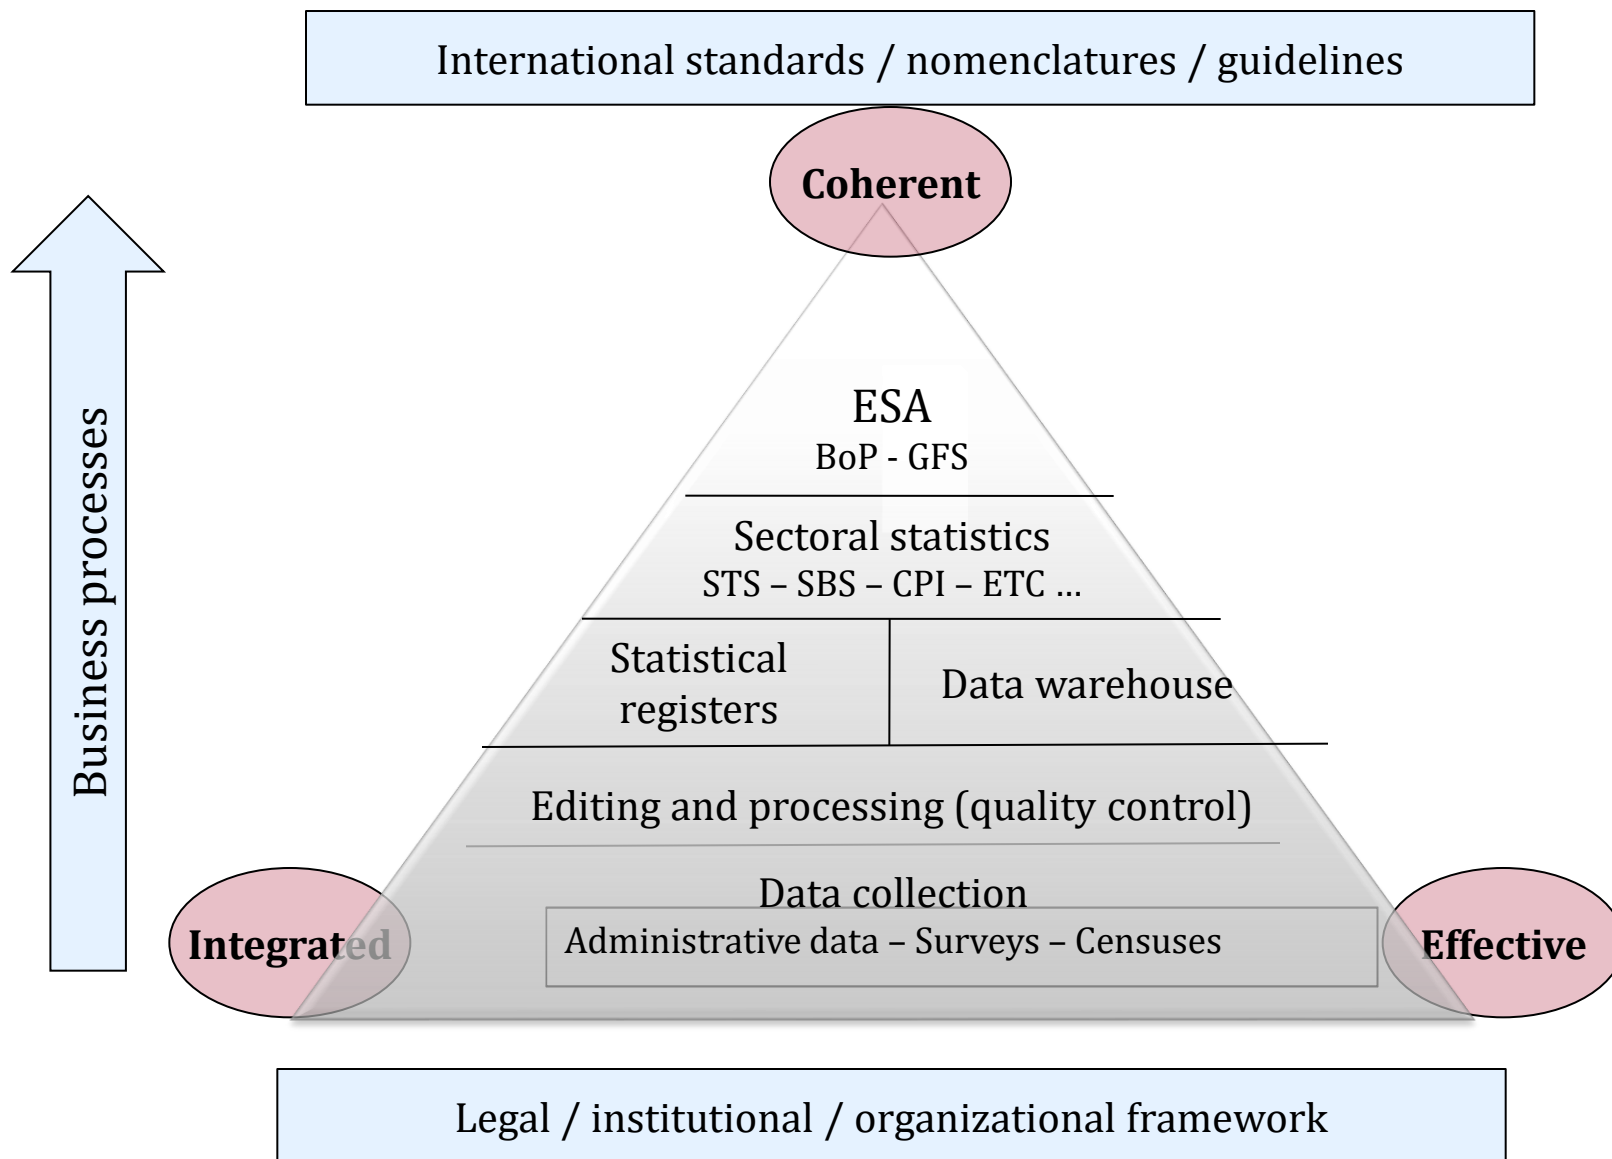 International standards / nomenclatures / guidelines
Coherent
Business processes
ESA
BoP - GFS
Sectoral statistics
STS – SBS – CPI – ETC ...
Statistical
registers
Data warehouse
Editing and processing (quality control)
Data collection
Administrative data – Surveys – Censuses
Integrated
Effective
Legal / institutional / organizational framework